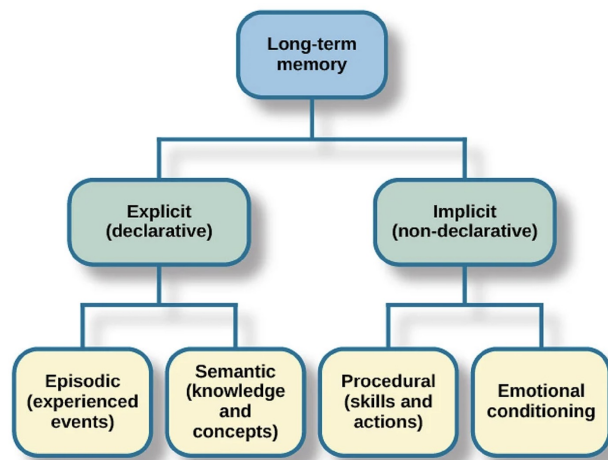 Long-term
memory
Explicit
(declarative)
Implicit
(non-declarative)
Episodic
(experienced
events)
Semantic
(knowledge
and
concepts)
Procedural
(skills and
actions)
Emotional
conditioning